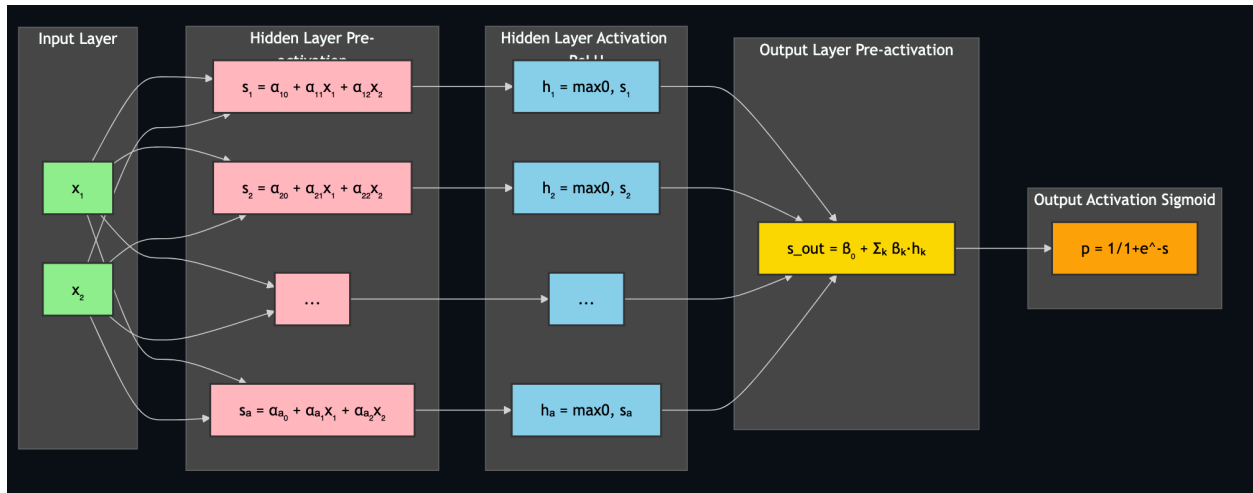 Input Layer
x₁
x₂
Hidden Layer Pre-
activation
s₁ = α₁₀ + α₁₁x₁ + α₁₂x₂
s₂ = α₂₀ + α₂₁x₁ + α₂₂x₂
...
sₐ = αₐ₀ + αₐ₁x₁ + αₐ₂x₂
Hidden Layer Activation
ReLU
h₁ = max0, s₁
h₂ = max0, s₂
...
hₐ = max0, sₐ
Output Layer Pre-activation
s_out = β₀ + Σₖ βₖ·hₖ
Output Activation Sigmoid
p = 1/1+e^-s